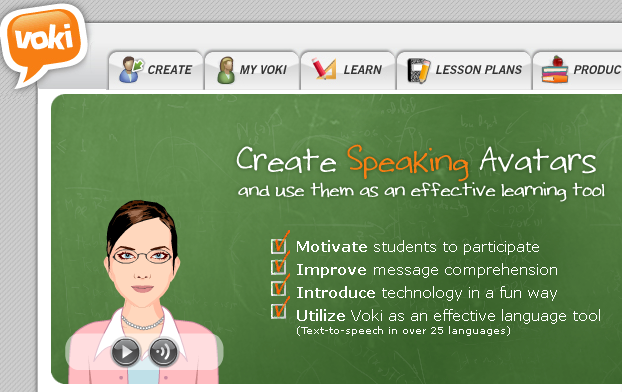 voki
CREATE MY VOKI LEARN LESSON PLANS PRODUC
Create Speaking Avatars
and use them as an effective learning tool
Motivate students to participate
Improve message comprehension
Introduce technology in a fun way
Utilize Voki as an effective language tool
(Text-to-speech in over 25 languages)